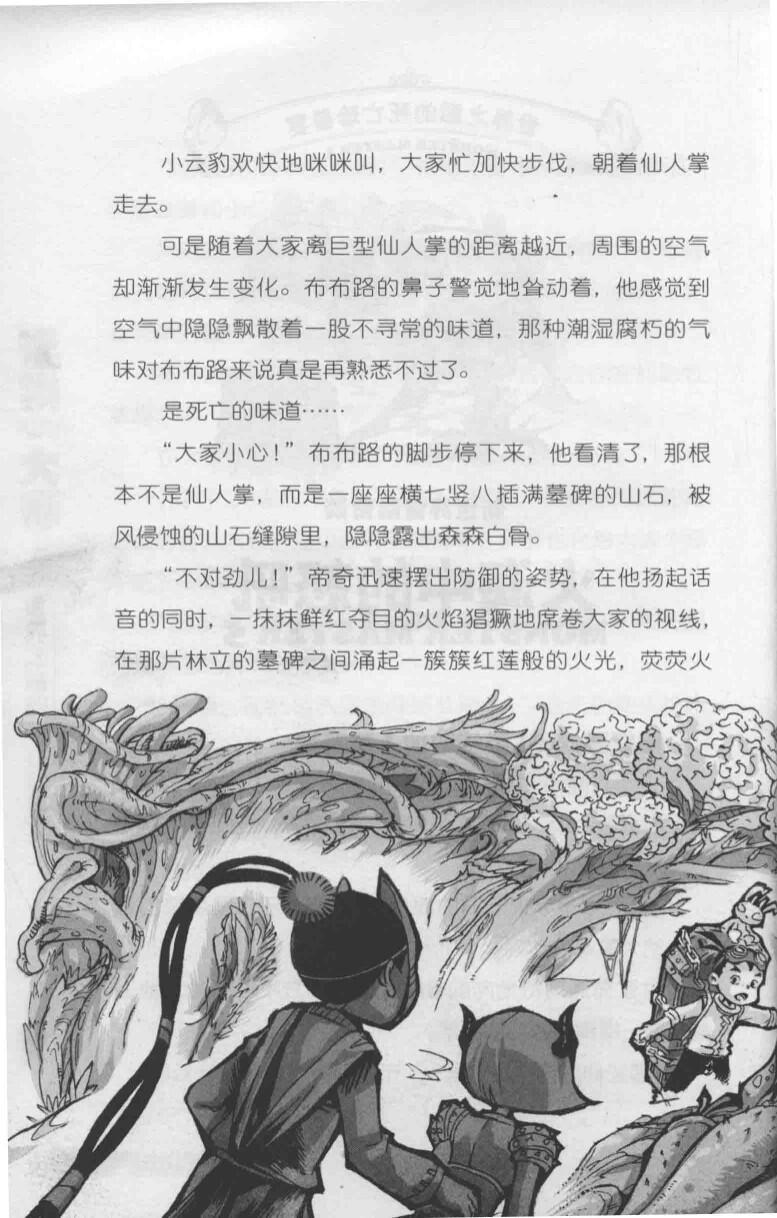 小云豹欢快地咪咪叫，大家忙加快步伐，朝着仙人掌
走去。
可是随着大家离巨型仙人掌的距离越近，周围的空气
却渐渐发生变化。布布路的鼻子警觉地耸动着，他感觉到
空气中隐隐飘散着一股不寻常的味道，那种潮湿腐朽的气
味对布布路来说真是再熟悉不过了。
是死亡的味道……
“大家小心！”布布路的脚步停下来，他看清了，那根
本不是仙人掌，而是一座座横七竖八插满墓碑的山石，被
风侵蚀的山石缝隙里，隐隐露出森森白骨。
“不对劲儿！”帝奇迅速摆出防御的姿势，在他扬起话
音的同时，一抹抹鲜红夺目的火焰猖獗地席卷大家的视线，
在那片林立的墓碑之间涌起一簇簇红莲般的火光，荧荧火